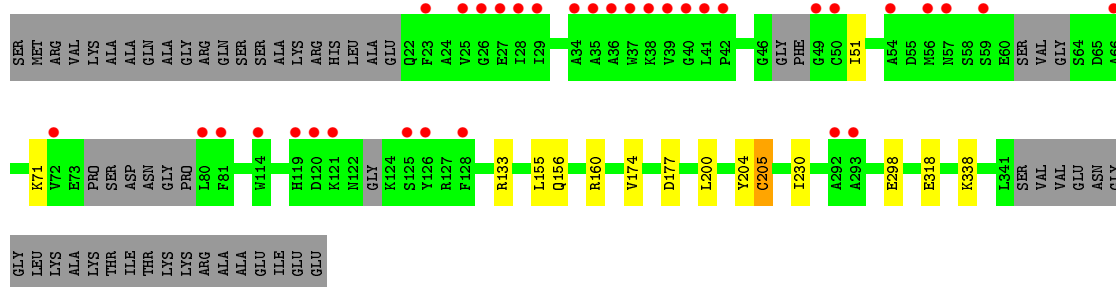 SER MET ARG VAL LYS ALA ALA GLN ALA GLY ARG GLN SER SER ALA LYS ARG HIS LEU ALA GLU Q22 F23 A24 V25 G26 E27 I28 I29 A34 A35 A36 W37 K38 V39 G40 L41 P42 G46 GLY PHE G49 C50 I51 A54 D55 M56 N57 S58 S59 E60 SER VAL GLY S64 D65 A66
K71 V72 E73 PRO SER ASP ASN GLY PRO L80 F81 W114 H119 D120 K121 N122 GLY K124 S125 Y126 R127 F128 R133 L155 Q156 R160 V174 D177 L200 Y204 C205 I230 A292 A293 E298 E318 K338 L341 SER VAL VAL GLU ASN GLY
GLY LEU LYS ALA LYS THR ILE THR LYS LYS ARG ALA ALA GLU ILE GLU GLU